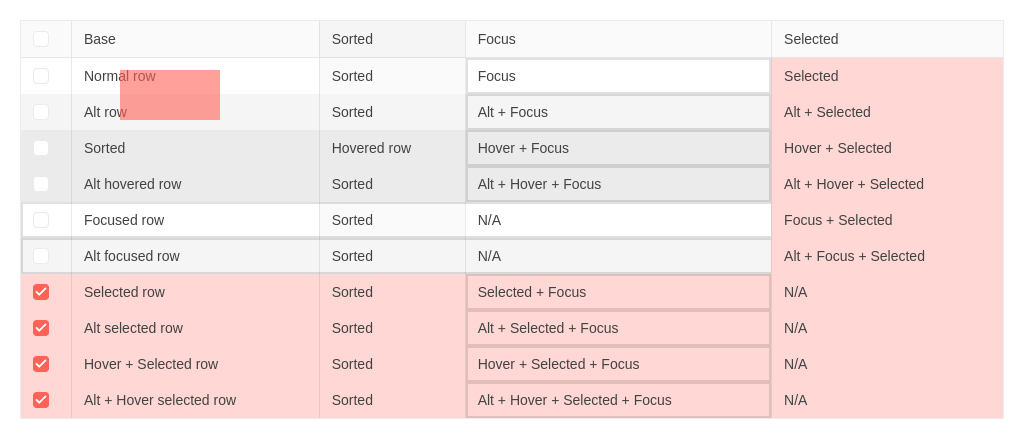 Base Sorted Focus Selected
Normal row Sorted Focus Selected
Alt row Sorted Alt + Focus Alt + Selected
Sorted Hovered row Hover + Focus Hover + Selected
Alt hovered row Sorted Alt + Hover + Focus Alt + Hover + Selected
Focused row Sorted N/A Focus + Selected
Alt focused row Sorted N/A Alt + Focus + Selected
Selected row Sorted Selected + Focus N/A
Alt selected row Sorted Alt + Selected + Focus N/A
Hover + Selected row Sorted Hover + Selected + Focus N/A
Alt + Hover selected row Sorted Alt + Hover + Selected + Focus N/A